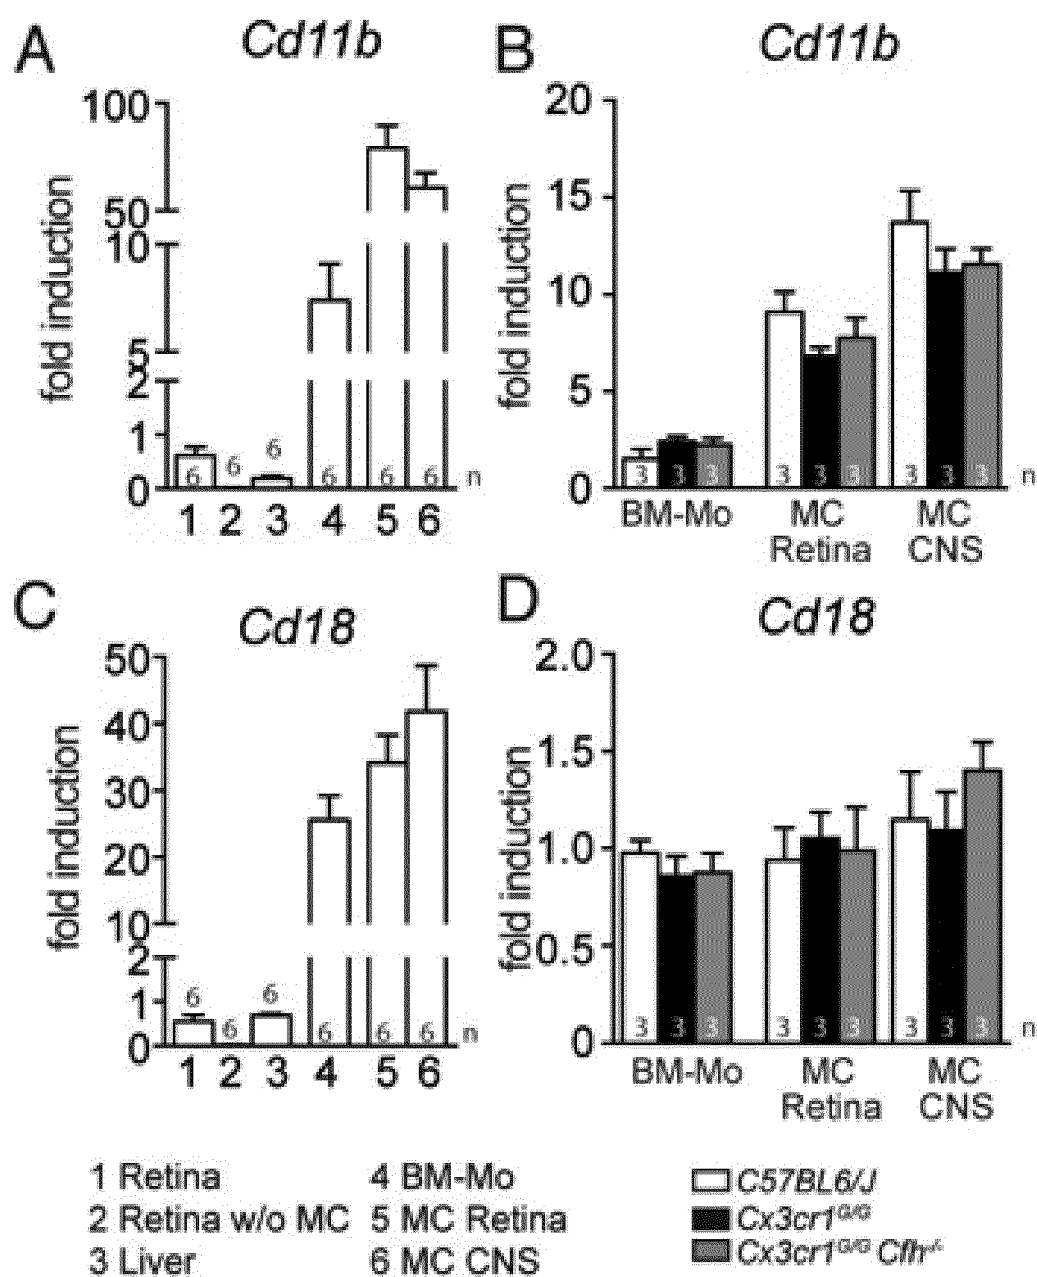 A
Cd11b
fold induction
100
50
10
5
2
1
0
6 6 6 6 6 6 n
1 2 3 4 5 6
B
Cd11b
fold induction
20
15
10
5
0
3 3 3 3 3 3 3 3 3 n
BM-Mo MC Retina MC CNS
C
Cd18
fold induction
50
40
30
20
10
2
1
0
6 6 6 6 6 6 n
1 2 3 4 5 6
D
Cd18
fold induction
2.0
1.5
1.0
0.5
0
3 3 3 3 3 3 3 3 3 n
BM-Mo MC Retina MC CNS
1 Retina
2 Retina w/o MC
3 Liver
4 BM-Mo
5 MC Retina
6 MC CNS
C57BL6/J
Cx3cr1G/G
Cx3cr1G/G Cfh-/-